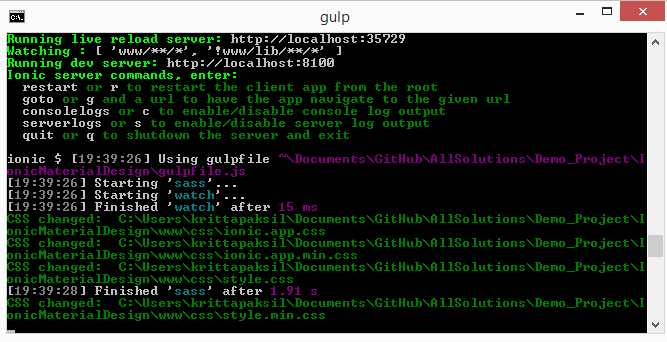 gulp
Running live reload server: http://localhost:35729
Watching : [ 'www/**/*', '!www/lib/**/*' ]
Running dev server: http://localhost:8100
Ionic server commands, enter:
  restart or r to restart the client app from the root
  goto or g and a url to have the app navigate to the given url
  consolelogs or c to enable/disable console log output
  serverlogs or s to enable/disable server log output
  quit or q to shutdown the server and exit

ionic $ [19:39:26] Using gulpfile ~\Documents\GitHub\AllSolutions\Demo_Project\I
onicMaterialDesign\gulpfile.js
[19:39:26] Starting 'sass'...
[19:39:26] Starting 'watch'...
[19:39:26] Finished 'watch' after 15 ms
CSS changed:  C:\Users\krittapaksil\Documents\GitHub\AllSolutions\Demo_Project\I
onicMaterialDesign\www\css\ionic.app.css
CSS changed:  C:\Users\krittapaksil\Documents\GitHub\AllSolutions\Demo_Project\I
onicMaterialDesign\www\css\ionic.app.min.css
CSS changed:  C:\Users\krittapaksil\Documents\GitHub\AllSolutions\Demo_Project\I
onicMaterialDesign\www\css\style.css
[19:39:28] Finished 'sass' after 1.91 s
CSS changed:  C:\Users\krittapaksil\Documents\GitHub\AllSolutions\Demo_Project\I
onicMaterialDesign\www\css\style.min.css